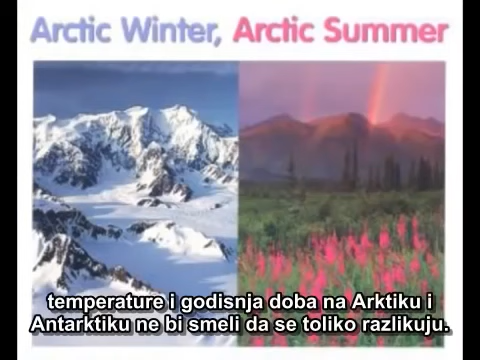 Arctic Winter, Arctic Summer
temperature i godisnja doba na Arktiku i
Antarktiku ne bi smeli da se toliko razlikuju.